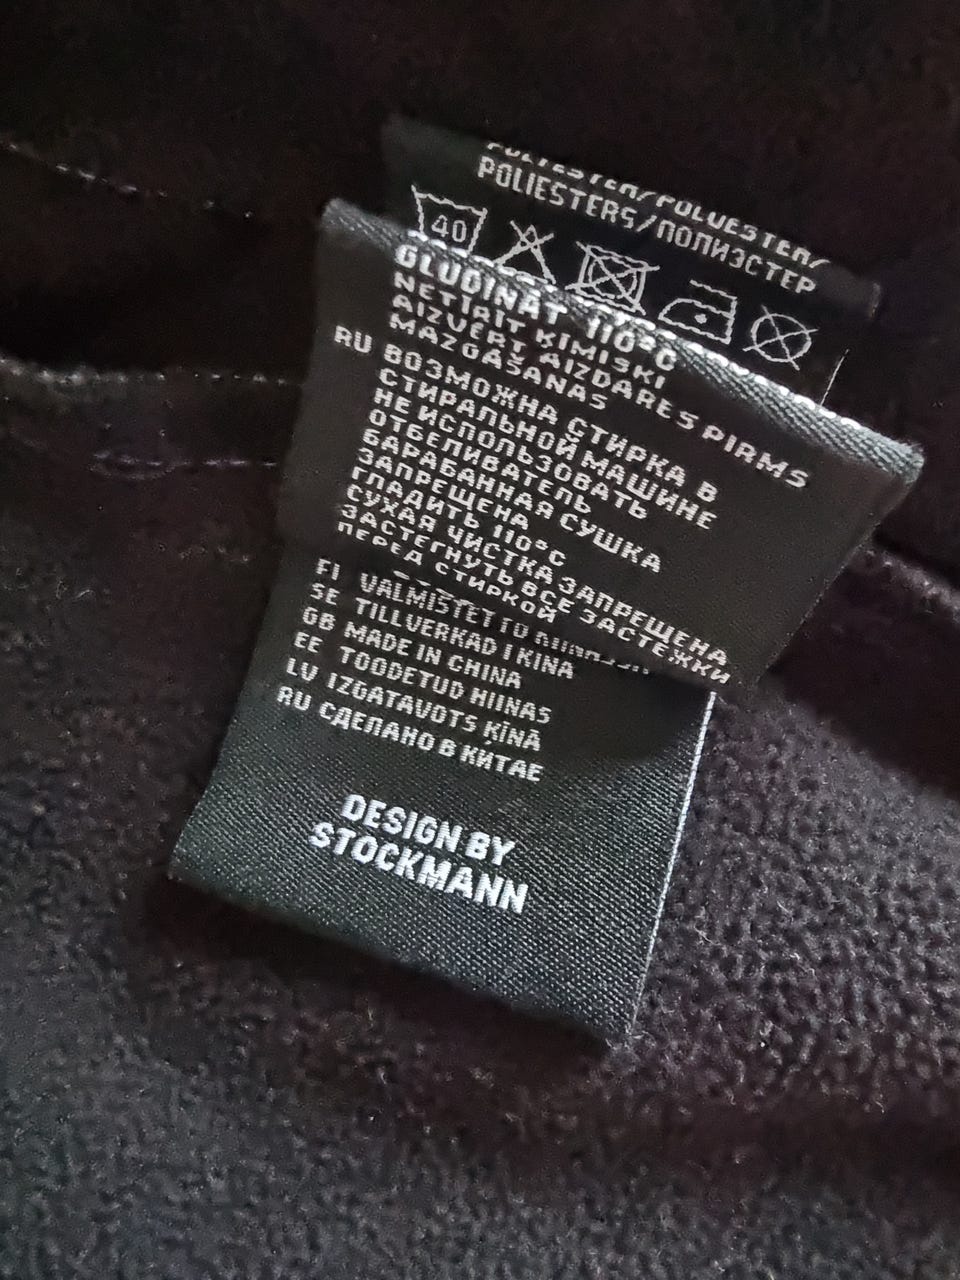 POLIESTERS/ПОЛИЭСТЕР
40
GLUDINĀT 110°C
NETĪRĪT ĶĪMISKI
AIZVĒRT AIZDARES PIRMS
MAZGĀŠANAS
RU ВОЗМОЖНА СТИРКА В
СТИРАЛЬНОЙ МАШИНЕ
НЕ ИСПОЛЬЗОВАТЬ
ОТБЕЛИВАТЕЛЬ
БАРАБАННАЯ СУШКА
ЗАПРЕЩЕНА
ГЛАДИТЬ 110°C
СУХАЯ ЧИСТКА ЗАПРЕЩЕНА
ЗАСТЕГНУТЬ ВСЕ ЗАСТЕЖКИ
ПЕРЕД СТИРКОЙ
FI VALMISTETTU
SE TILLVERKAD I KINA
GB MADE IN CHINA
EE TOODETUD HIINAS
LV IZGATAVOTS ĶĪNĀ
RU СДЕЛАНО В КИТАЕ
DESIGN BY
STOCKMANN